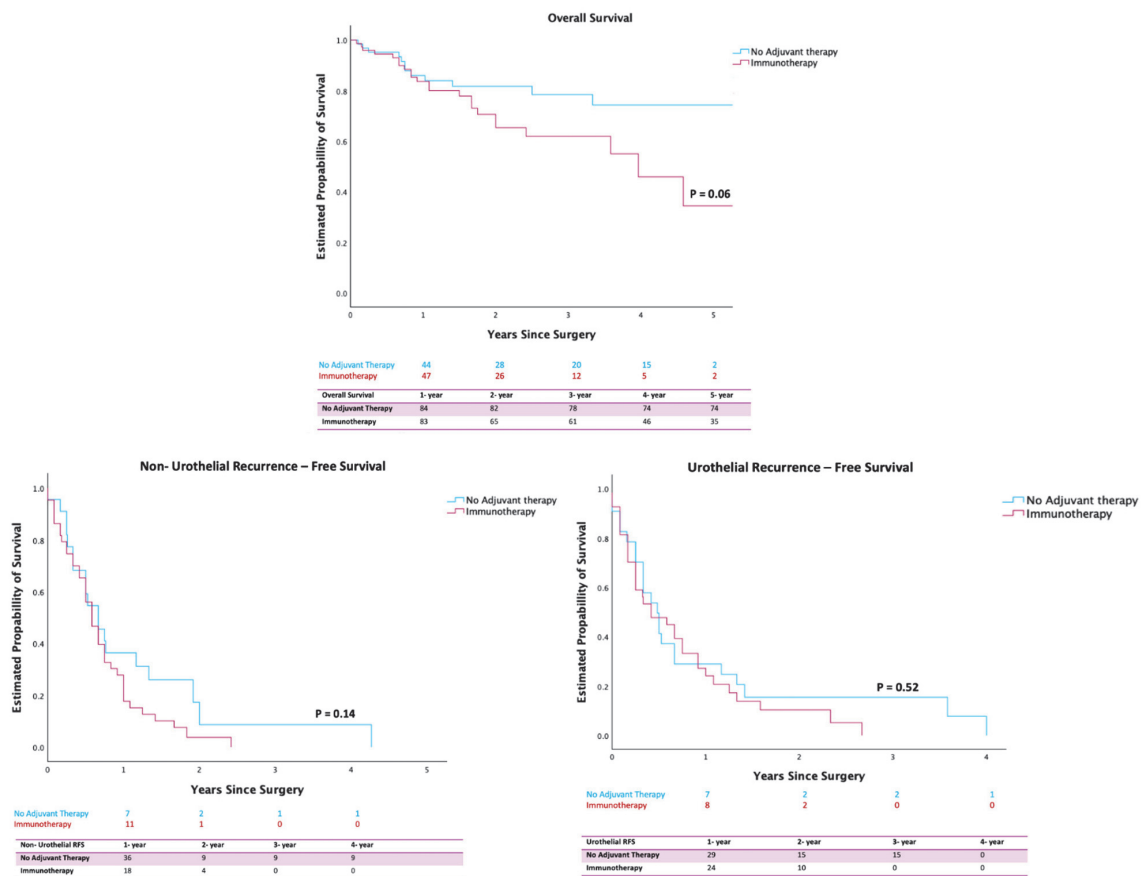 Overall Survival
No Adjuvant therapy
Immunotherapy
Estimated Propabillity of Survival
1.0
0.8
0.6
0.4
0.2
0.0
P = 0.06
0 1 2 3 4 5
Years Since Surgery
No Adjuvant Therapy 44 28 20 15 2
Immunotherapy 47 26 12 5 2
Overall Survival 1- year 2- year 3- year 4- year 5- year
No Adjuvant Therapy 84 82 78 74 74
Immunotherapy 83 65 61 46 35
Non- Urothelial Recurrence – Free Survival
No Adjuvant therapy
Immunotherapy
Estimated Propabillity of Survival
1.0
0.8
0.6
0.4
0.2
0.0
P = 0.14
0 1 2 3 4 5
Years Since Surgery
No Adjuvant Therapy 7 2 1 1
Immunotherapy 11 1 0 0
Non- Urothelial RFS 1- year 2- year 3- year 4- year
No Adjuvant Therapy 36 9 9 9
Immunotherapy 18 4 0 0
Urothelial Recurrence – Free Survival
No Adjuvant therapy
Immunotherapy
Estimated Propabillity of Survival
1.0
0.8
0.6
0.4
0.2
0.0
P = 0.52
0 1 2 3 4
Years Since Surgery
No Adjuvant Therapy 7 2 2 1
Immunotherapy 8 2 0 0
Urothelial RFS 1- year 2- year 3- year 4- year
No Adjuvant Therapy 29 15 15 0
Immunotherapy 24 10 0 0